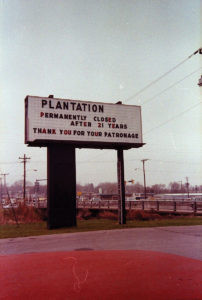 PLANTATION
PERMANENTLY CLOSED
AFTER 21 YEARS
THANK YOU FOR YOUR PATRONAGE